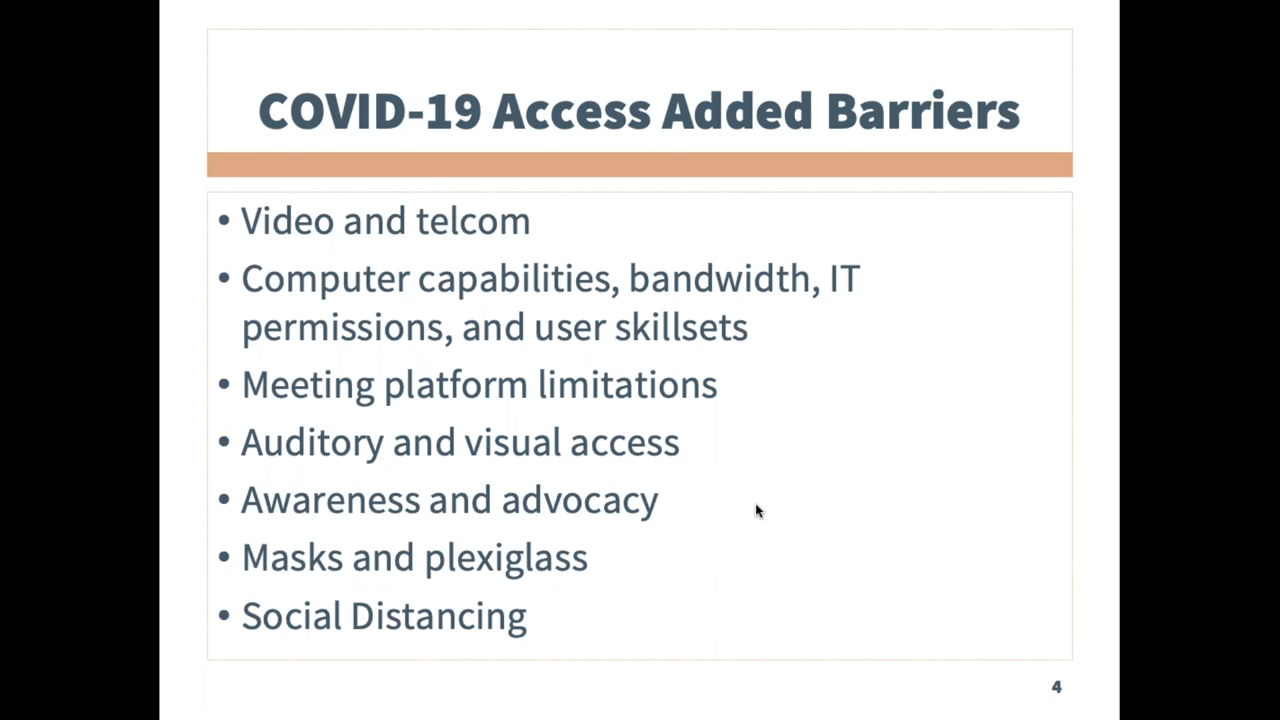 COVID-19 Access Added Barriers
• Video and telcom
• Computer capabilities, bandwidth, IT
permissions, and user skillsets
• Meeting platform limitations
• Auditory and visual access
• Awareness and advocacy
• Masks and plexiglass
• Social Distancing
4